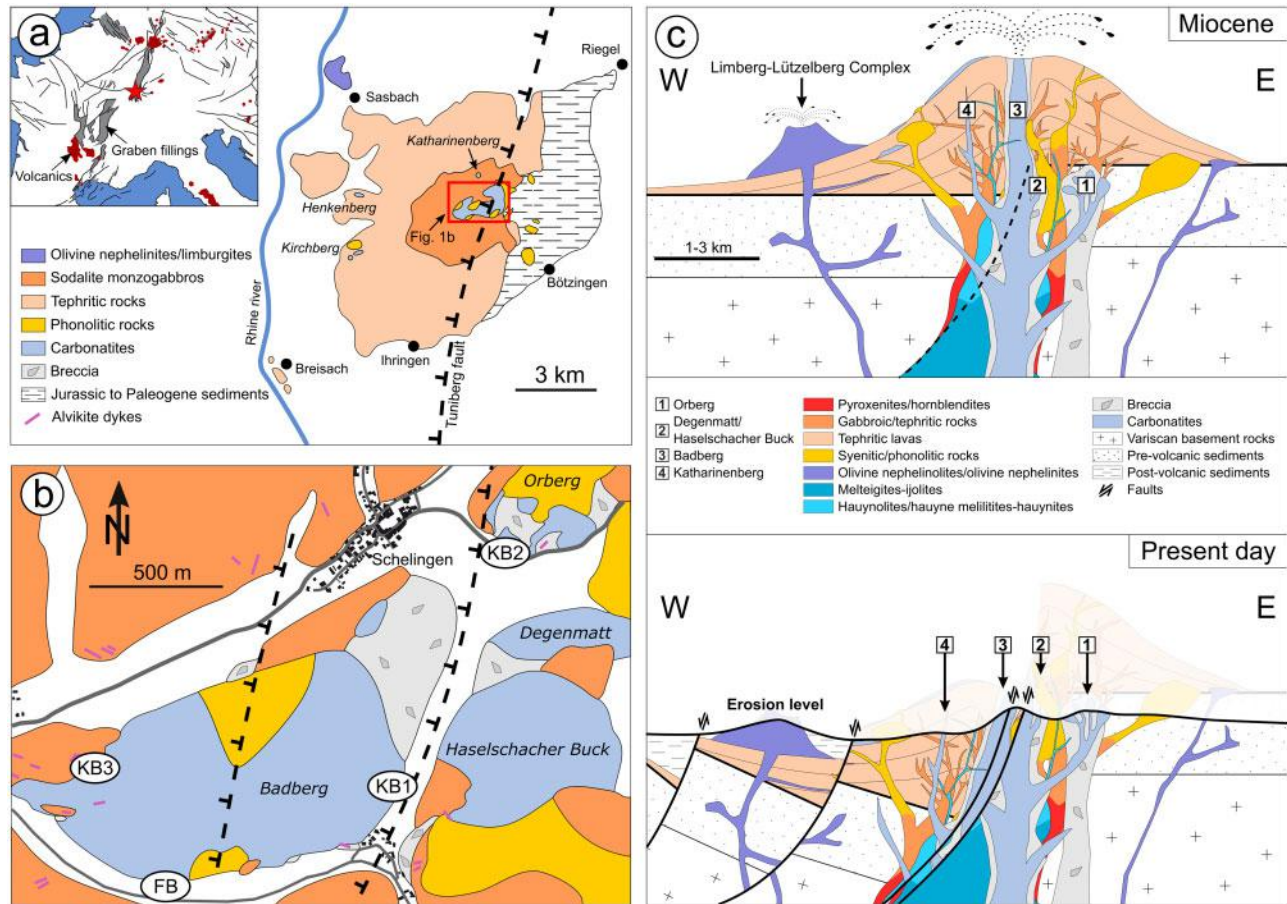 a
Volcanics
Graben fillings
Riegel
Sasbach
Katharinenberg
Henkenberg
Fig. 1b
Kirchberg
Bötzingen
Rhine river
Ihringen
Breisach
Tuniberg fault
3 km
Olivine nephelinites/limburgites
Sodalite monzogabbros
Tephritic rocks
Phonolitic rocks
Carbonatites
Breccia
Jurassic to Paleogene sediments
Alvikite dykes
b
N
500 m
Orberg
KB2
Schelingen
Degenmatt
Haselschacher Buck
KB3
Badberg
KB1
FB
c
Miocene
W
E
Limberg-Lützelberg Complex
4
3
2
1
1-3 km
1 Orberg
Degenmatt/
2 Haselschacher Buck
3 Badberg
4 Katharinenberg
Pyroxenites/hornblendites
Gabbroic/tephritic rocks
Tephritic lavas
Syenitic/phonolitic rocks
Olivine nephelinolites/olivine nephelinites
Melteigites-ijolites
Hauynolites/hauyne melilitites-hauynites
Breccia
Carbonatites
Variscan basement rocks
Pre-volcanic sediments
Post-volcanic sediments
Faults
Present day
W
E
4
3
2
1
Erosion level